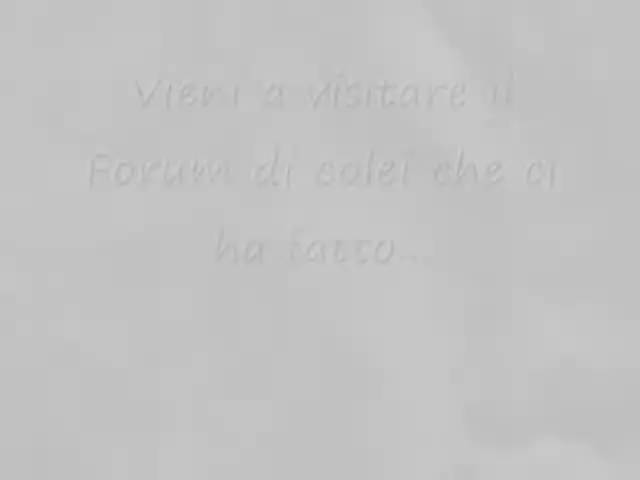 Vieni a visitare il
Forum di colei che ci
ha fatto...